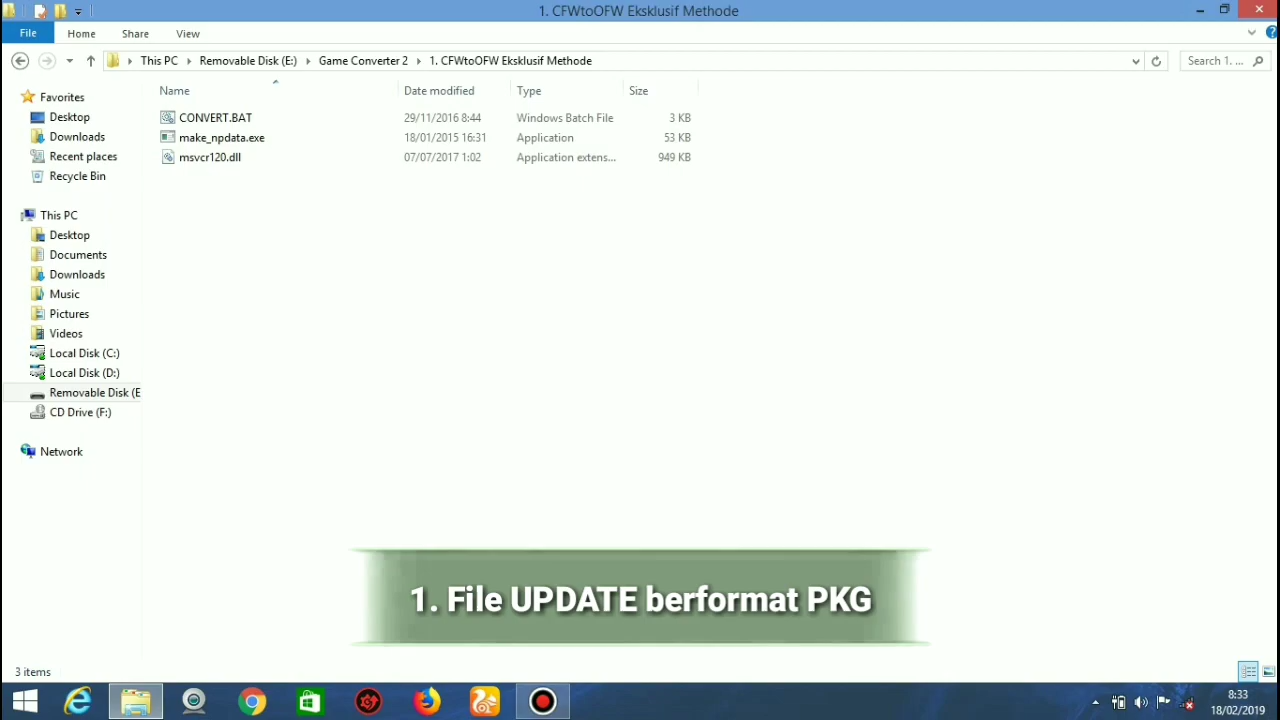 1. CFWtoOFW Eksklusif Methode
File Home Share View
This PC Removable Disk (E:) Game Converter 2 1. CFWtoOFW Eksklusif Methode Search 1. ...
Name Date modified Type Size
CONVERT.BAT 29/11/2016 8:44 Windows Batch File 3 KB
make_npdata.exe 18/01/2015 16:31 Application 53 KB
msvcr120.dll 07/07/2017 1:02 Application extens... 949 KB
Favorites
Desktop
Downloads
Recent places
Recycle Bin
This PC
Desktop
Documents
Downloads
Music
Pictures
Videos
Local Disk (C:)
Local Disk (D:)
Removable Disk (E
CD Drive (F:)
Network
1. File UPDATE berformat PKG
3 items
8:33
18/02/2019